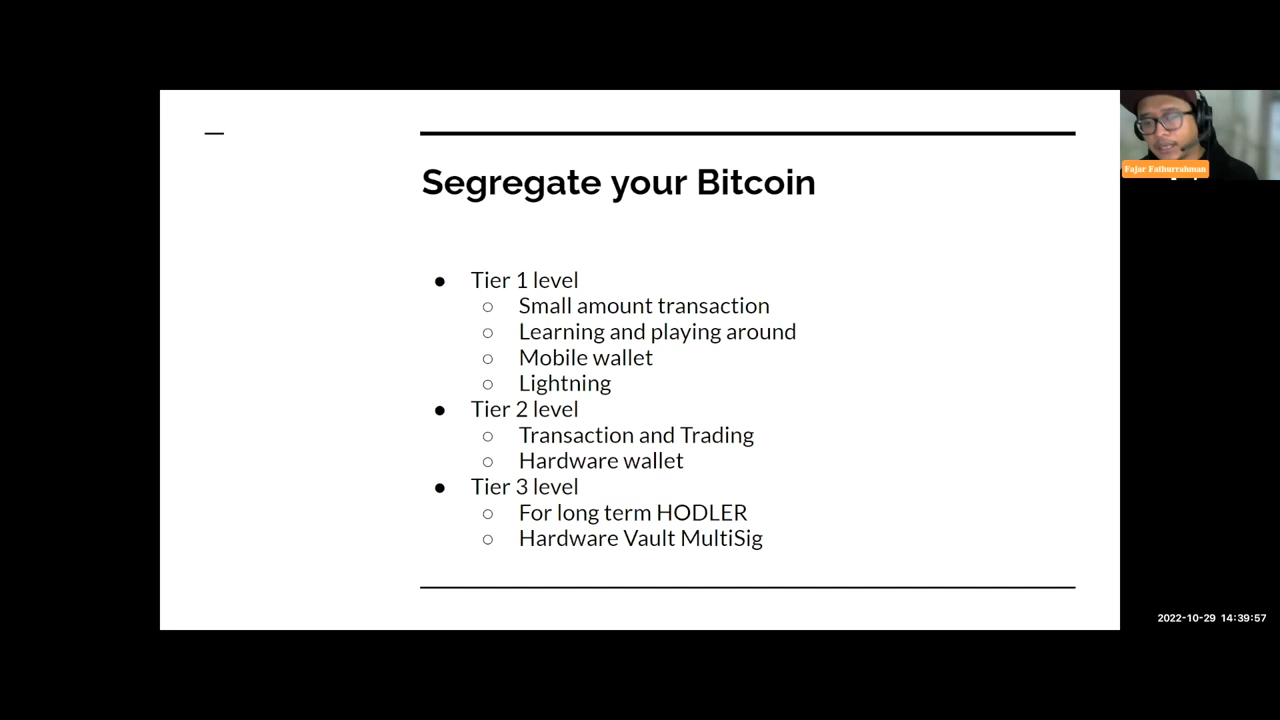 Segregate your Bitcoin
● Tier 1 level
○ Small amount transaction
○ Learning and playing around
○ Mobile wallet
○ Lightning
● Tier 2 level
○ Transaction and Trading
○ Hardware wallet
● Tier 3 level
○ For long term HODLER
○ Hardware Vault MultiSig
Fajar Fathurrahman
2022-10-29 14:39:57